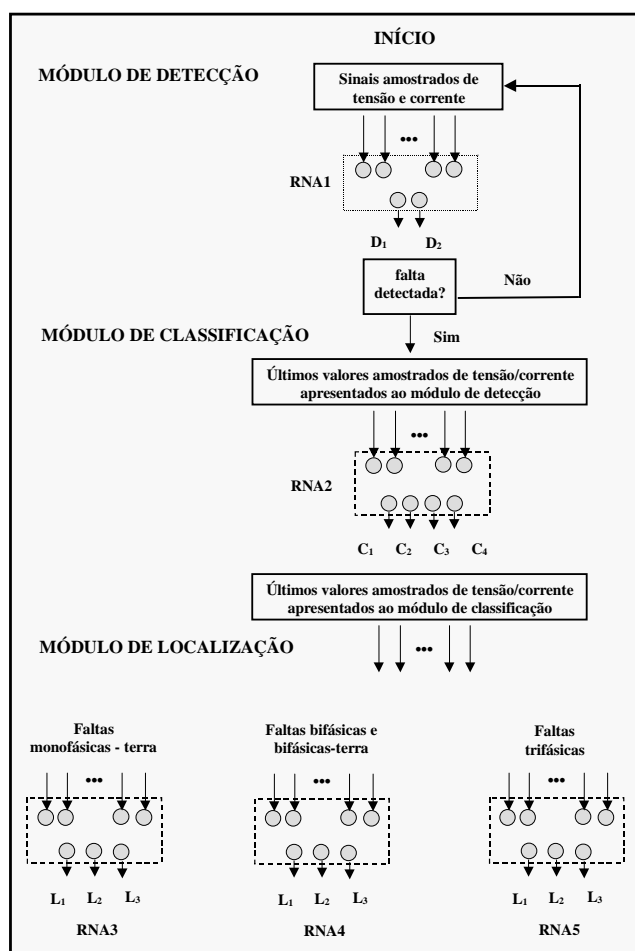 INÍCIO
MÓDULO DE DETECÇÃO
Sinais amostrados de
tensão e corrente
...
RNA1
D1 D2
falta
detectada?
Não
Sim
MÓDULO DE CLASSIFICAÇÃO
Últimos valores amostrados de tensão/corrente
apresentados ao módulo de detecção
...
RNA2
C1 C2 C3 C4
Últimos valores amostrados de tensão/corrente
apresentados ao módulo de classificação
MÓDULO DE LOCALIZAÇÃO
...
Faltas
monofásicas - terra
...
L1 L2 L3
RNA3
Faltas bifásicas e
bifásicas-terra
...
L1 L2 L3
RNA4
Faltas
trifásicas
...
L1 L2 L3
RNA5